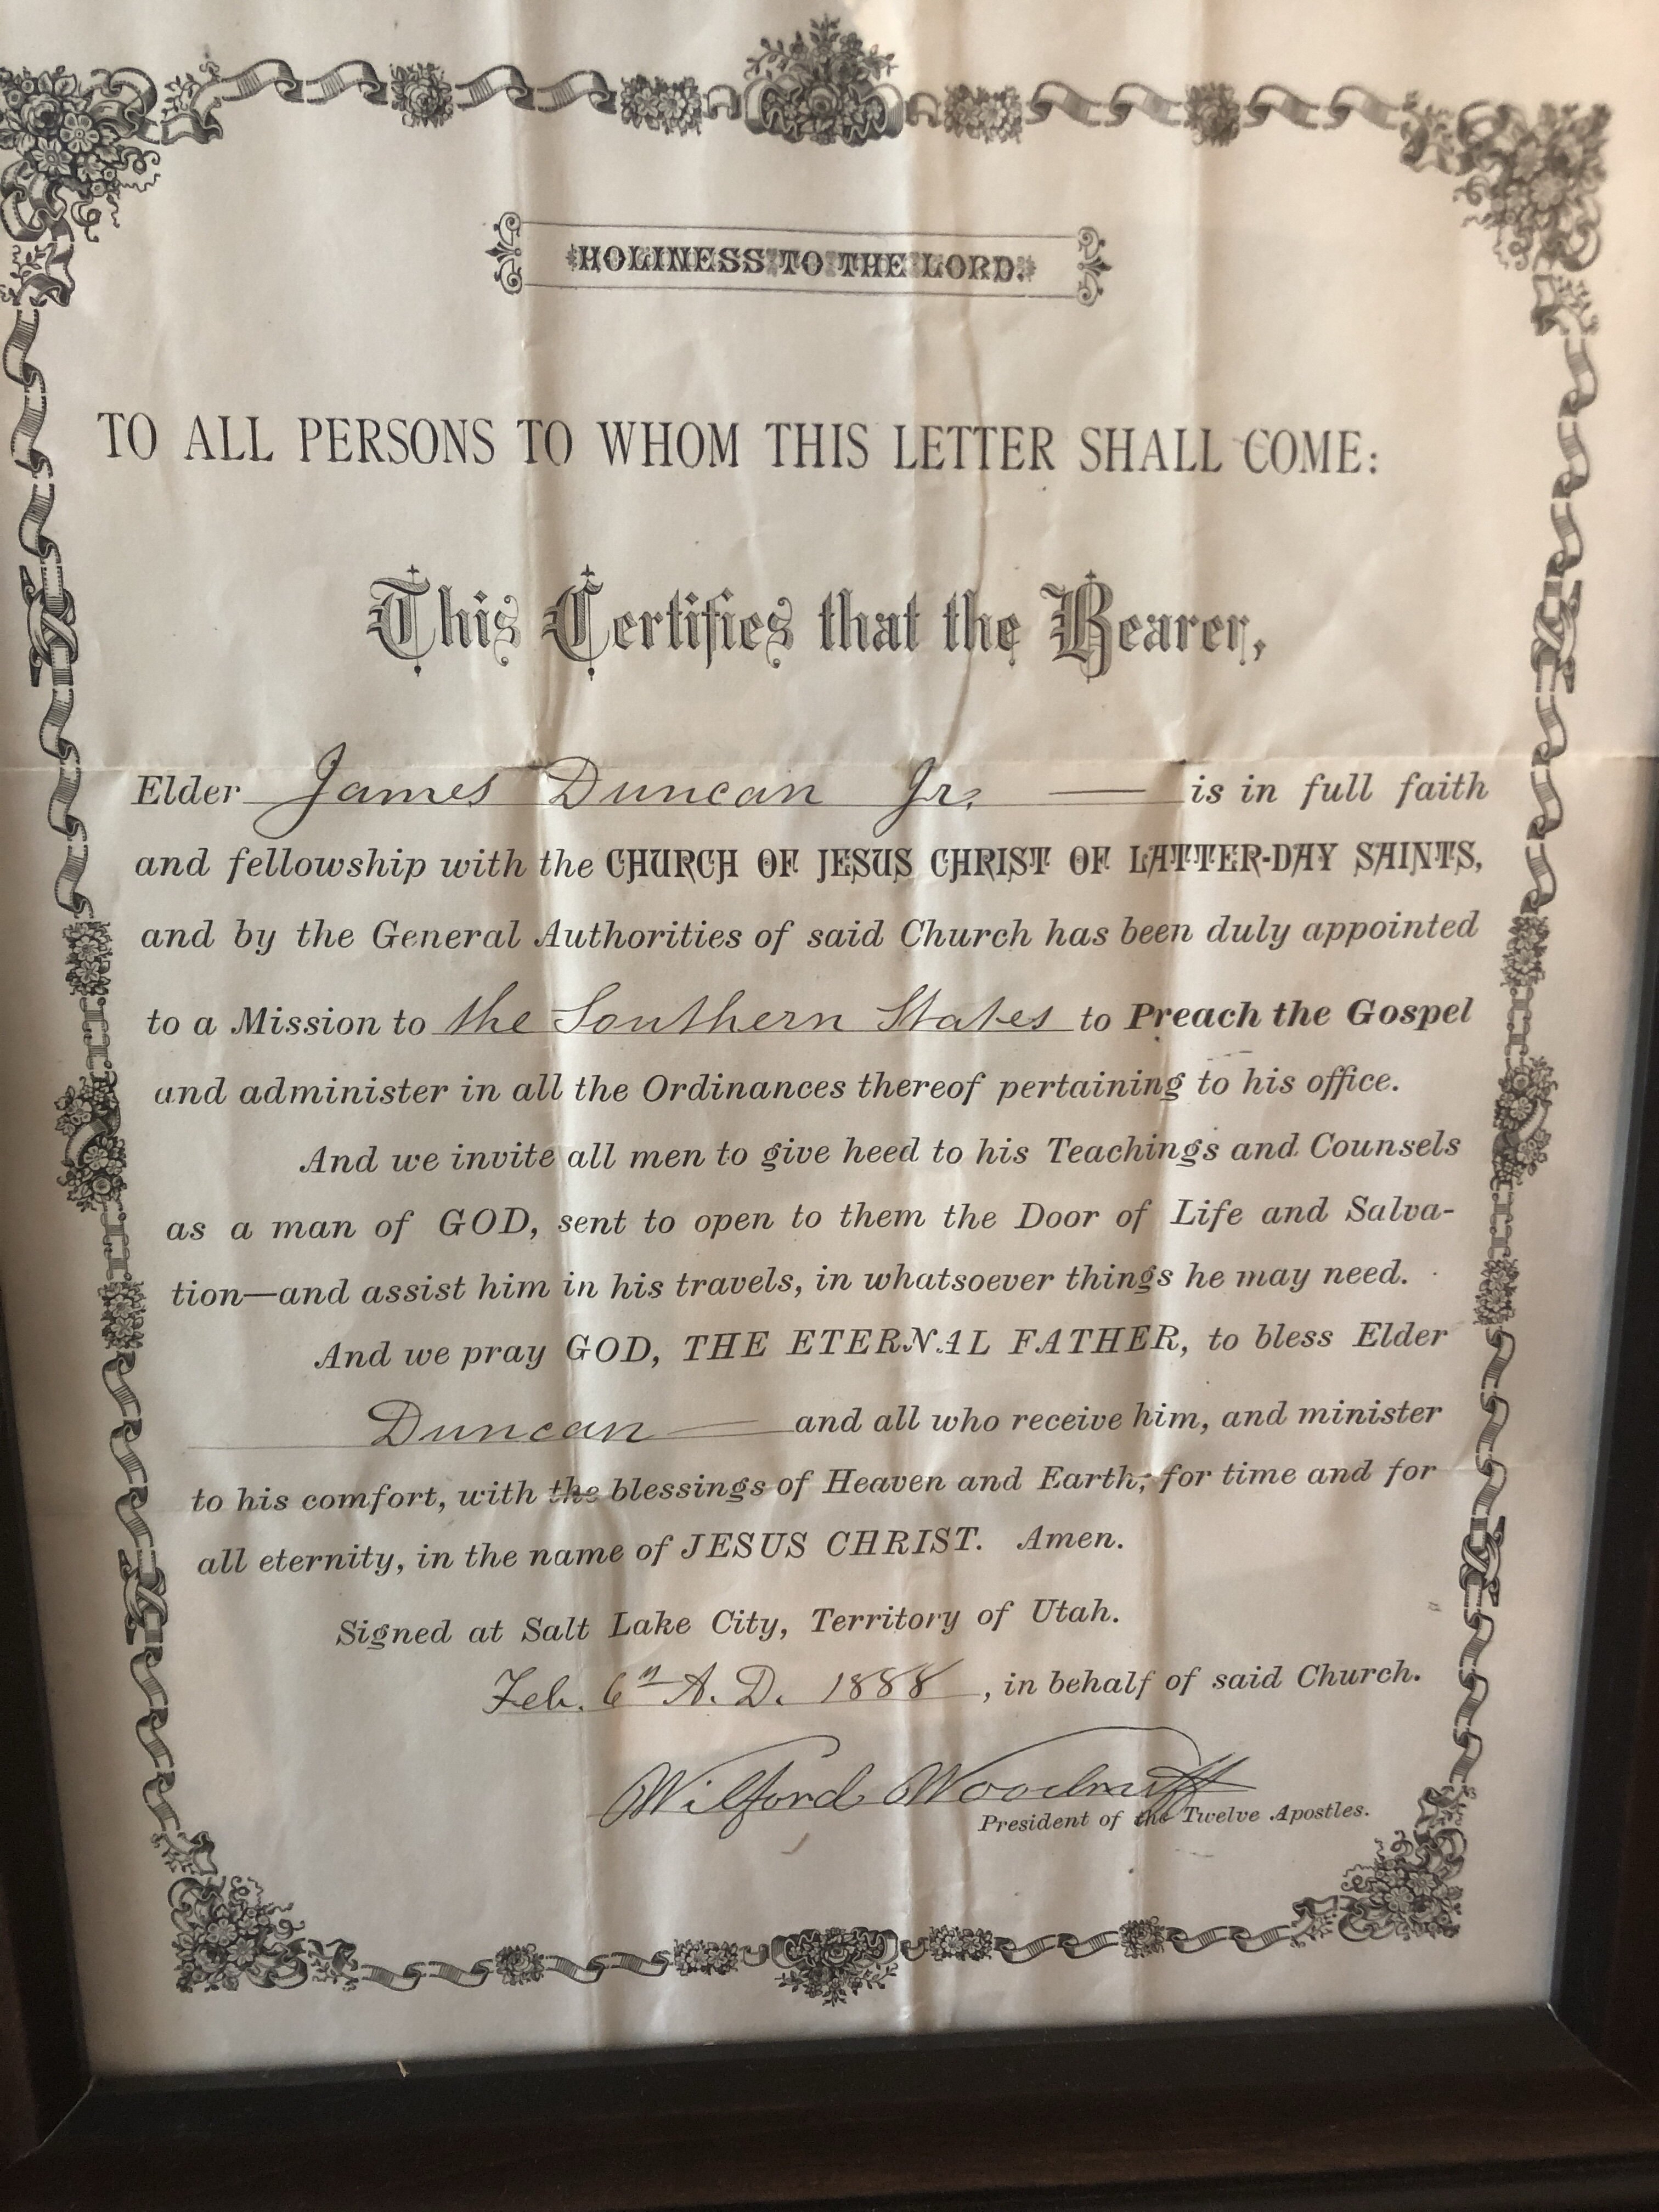 HOLINESS TO THE LORD.
TO ALL PERSONS TO WHOM THIS LETTER SHALL COME:
This Certifies that the Bearer,
Elder James Duncan Jr. — is in full faith
and fellowship with the CHURCH OF JESUS CHRIST OF LATTER-DAY SAINTS,
and by the General Authorities of said Church has been duly appointed
to a Mission to the Southern States to Preach the Gospel
and administer in all the Ordinances thereof pertaining to his office.
And we invite all men to give heed to his Teachings and Counsels
as a man of GOD, sent to open to them the Door of Life and Salva-
tion—and assist him in his travels, in whatsoever things he may need.
And we pray GOD, THE ETERNAL FATHER, to bless Elder
Duncan — and all who receive him, and minister
to his comfort, with the blessings of Heaven and Earth, for time and for
all eternity, in the name of JESUS CHRIST. Amen.
Signed at Salt Lake City, Territory of Utah.
Feb. 6th A. D. 1888, in behalf of said Church.
Wilford Woodruff
President of the Twelve Apostles.